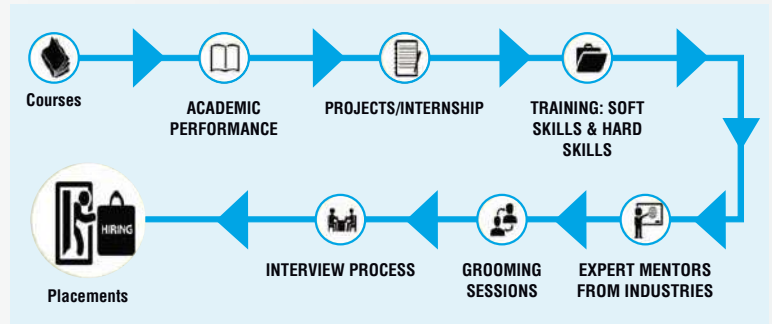 Courses
ACADEMIC
PERFORMANCE
PROJECTS/INTERNSHIP
TRAINING: SOFT
SKILLS & HARD
SKILLS
EXPERT MENTORS
FROM INDUSTRIES
GROOMING
SESSIONS
INTERVIEW PROCESS
HIRING
Placements